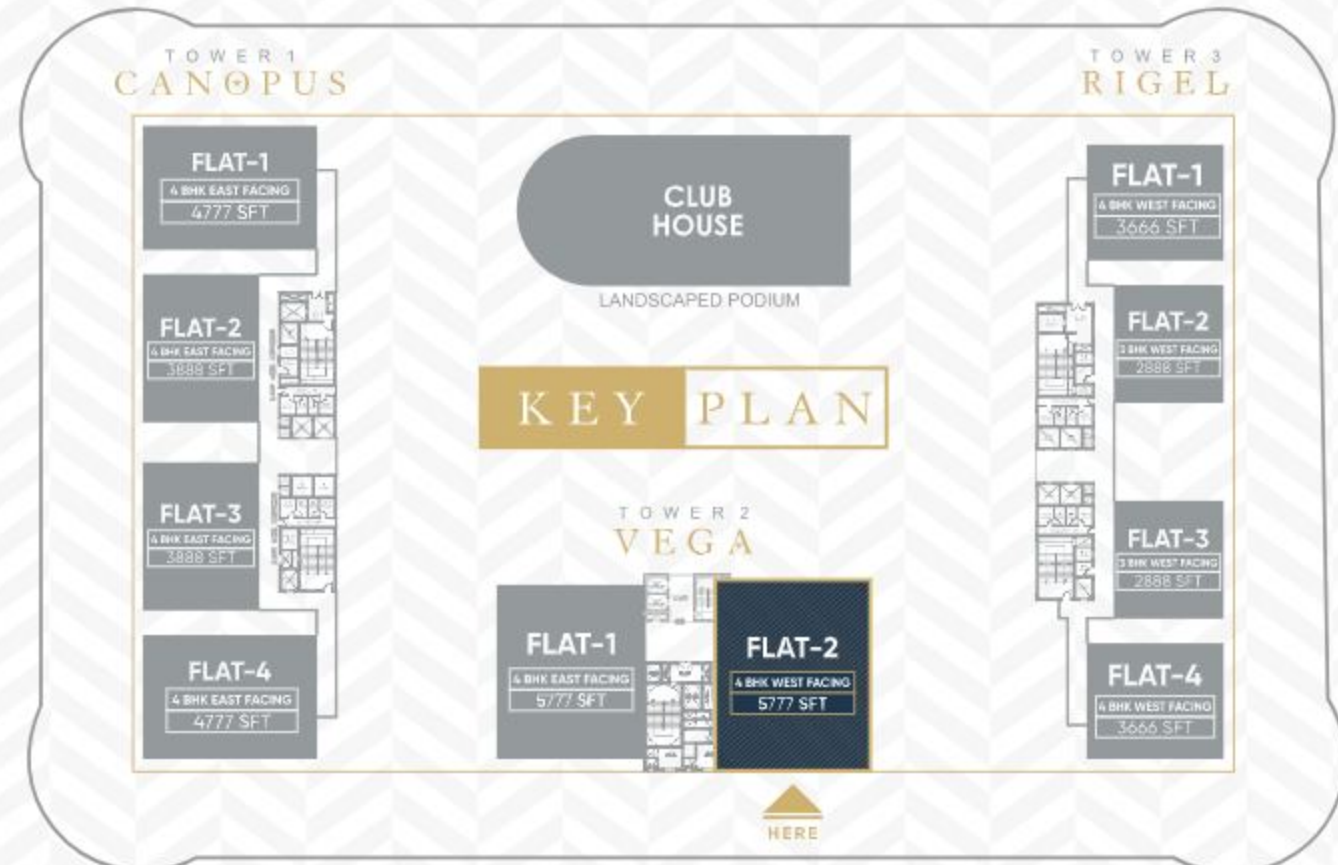 TOWER 1
CANOPUS
FLAT-1
4 BHK EAST FACING
4777 SFT
FLAT-2
4 BHK EAST FACING
3888 SFT
FLAT-3
4 BHK EAST FACING
3888 SFT
FLAT-4
4 BHK EAST FACING
4777 SFT
CLUB
HOUSE
LANDSCAPED PODIUM
KEY PLAN
TOWER 2
VEGA
FLAT-1
4 BHK EAST FACING
5777 SFT
FLAT-2
4 BHK WEST FACING
5777 SFT
HERE
TOWER 3
RIGEL
FLAT-1
4 BHK WEST FACING
3666 SFT
FLAT-2
3 BHK WEST FACING
2888 SFT
FLAT-3
3 BHK WEST FACING
2888 SFT
FLAT-4
4 BHK WEST FACING
3666 SFT